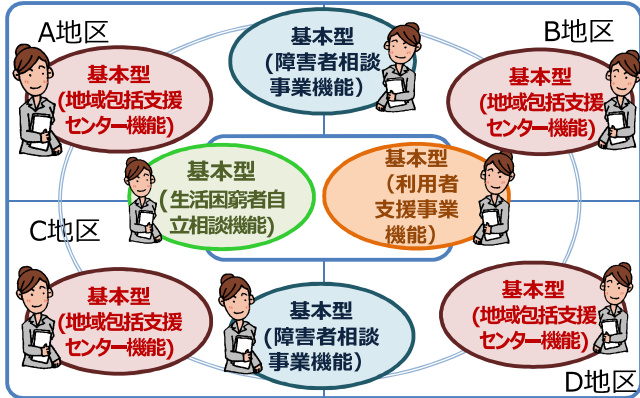 A地区
基本型
(障害者相談
事業機能）
B地区
基本型
(地域包括支援
センター機能)
基本型
(地域包括支援
センター機能)
基本型
(生活困窮者自
立相談機能)
基本型
（利用者
支援事業
機能）
C地区
基本型
(地域包括支援
センター機能)
基本型
(障害者相談
事業機能）
基本型
(地域包括支援
センター機能)
D地区